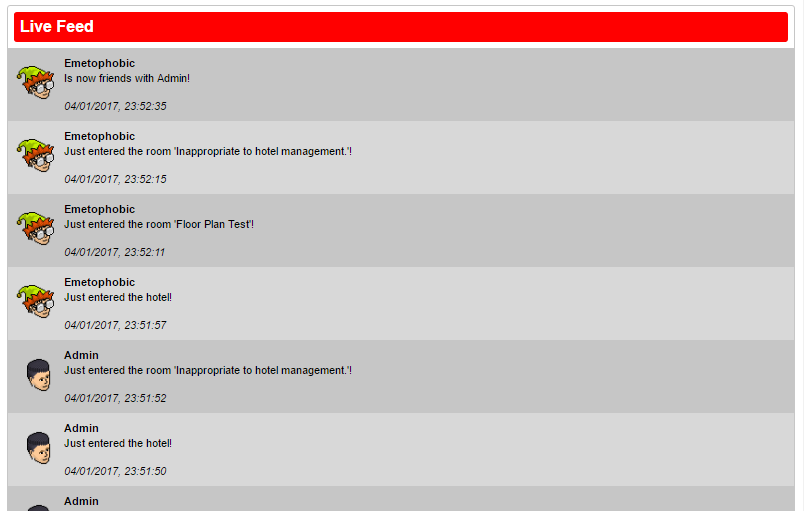 Live Feed
Emetophobic
Is now friends with Admin!
04/01/2017, 23:52:35
Emetophobic
Just entered the room 'Inappropriate to hotel management.'!
04/01/2017, 23:52:15
Emetophobic
Just entered the room 'Floor Plan Test'!
04/01/2017, 23:52:11
Emetophobic
Just entered the hotel!
04/01/2017, 23:51:57
Admin
Just entered the room 'Inappropriate to hotel management.'!
04/01/2017, 23:51:52
Admin
Just entered the hotel!
04/01/2017, 23:51:50
Admin